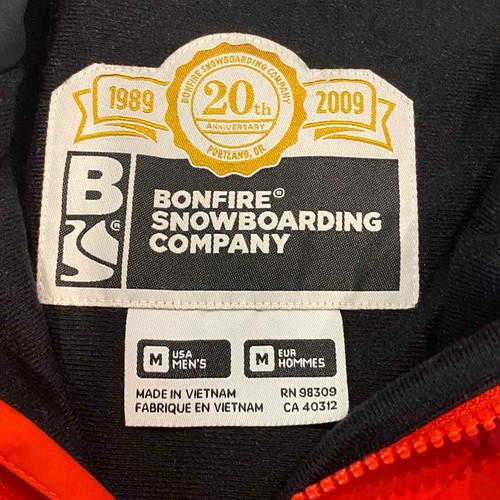 BONFIRE SNOWBOARDING COMPANY
1989 20th 2009
ANNIVERSARY
PORTLAND, OR
B
®
BONFIRE®
SNOWBOARDING
COMPANY
M USA MEN'S
M EUR HOMMES
MADE IN VIETNAM RN 98309
FABRIQUE EN VIETNAM CA 40312